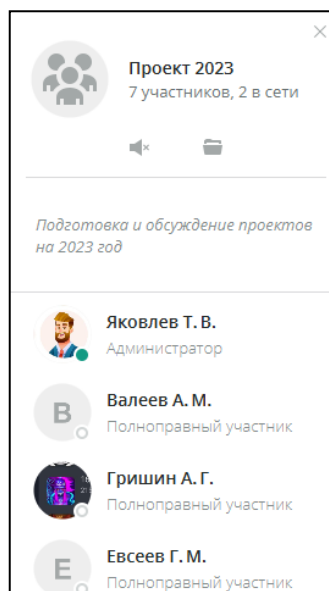 Проект 2023
7 участников, 2 в сети
Подготовка и обсуждение проектов
на 2023 год
Яковлев Т. В.
Администратор
В
Валеев А. М.
Полноправный участник
Гришин А. Г.
Полноправный участник
Е
Евсеев Г. М.
Полноправный участник